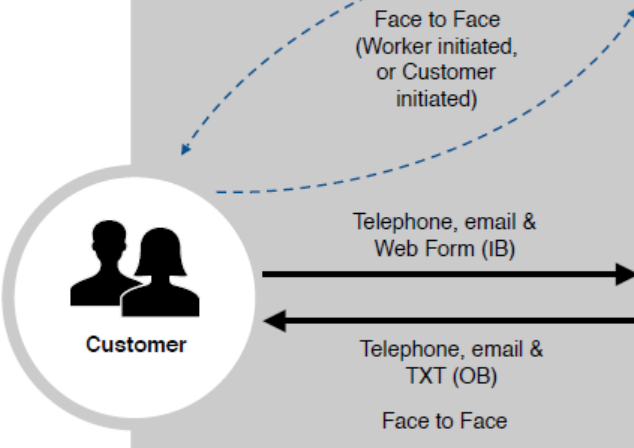 Face to Face
(Worker initiated,
or Customer
initiated)
Telephone, email &
Web Form (IB)
Customer
Telephone, email &
TXT (OB)
Face to Face